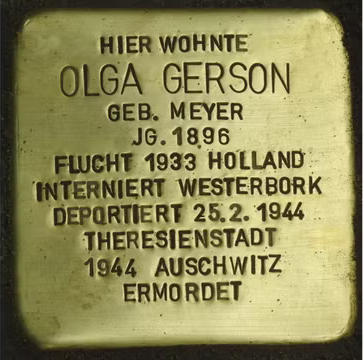 HIER WOHNTE
OLGA GERSON
GEB. MEYER
JG. 1896
FLUCHT 1933 HOLLAND
INTERNIERT WESTERBORK
DEPORTIERT 25.2.1944
THERESIENSTADT
1944 AUSCHWITZ
ERMORDET